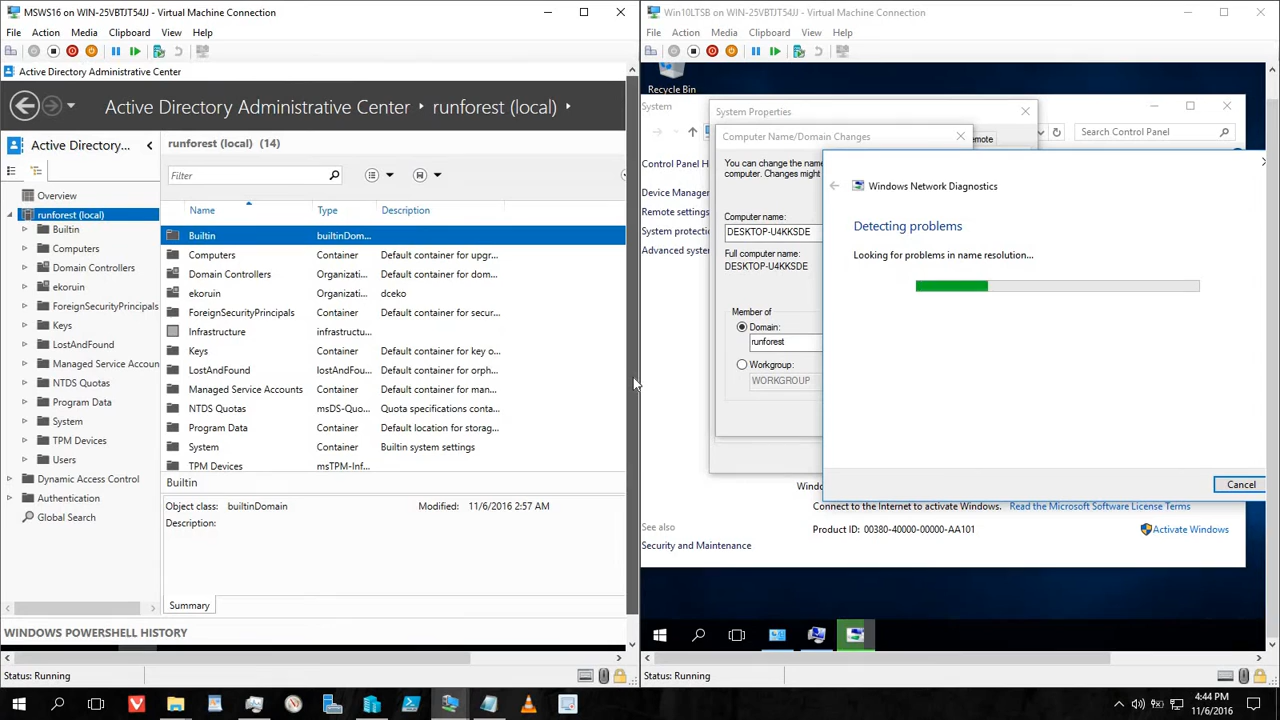 MSWS16 on WIN-25VBTJT54JJ - Virtual Machine Connection
File Action Media Clipboard View Help
Active Directory Administrative Center
Active Directory Administrative Center • runforest (local) •
Active Directory...
Overview
runforest (local)
Builtin
Computers
Domain Controllers
ekoruin
ForeignSecurityPrincipals
Keys
LostAndFound
Managed Service Accoun
NTDS Quotas
Program Data
System
TPM Devices
Users
Dynamic Access Control
Authentication
Global Search
runforest (local) (14)
Filter
Name Type Description
Builtin builtinDom...
Computers Container Default container for upgr...
Domain Controllers Organizati... Default container for dom...
ekoruin Organizati... dceko
ForeignSecurityPrincipals Container Default container for secur...
Infrastructure infrastructu...
Keys Container Default container for key o...
LostAndFound lostAndFou... Default container for orph...
Managed Service Accounts Container Default container for man...
NTDS Quotas msDS-Quo... Quota specifications conta...
Program Data Container Default location for storag...
System Container Builtin system settings
TPM Devices msTPM-Inf...
Builtin
Object class: builtinDomain Modified: 11/6/2016 2:57 AM
Description:
Summary
WINDOWS POWERSHELL HISTORY
Status: Running
Win10LTSB on WIN-25VBTJT54JJ - Virtual Machine Connection
File Action Media Clipboard View Help
Recycle Bin
System
Search Control Panel
Control Panel H
Device Manager
Remote settings
System protecti
Advanced syste
See also
Security and Maintenance
System Properties
Remote
Computer Name/Domain Changes
You can change the name
computer. Changes might
Computer name:
DESKTOP-U4KKSDE
Full computer name:
DESKTOP-U4KKSDE
Member of
Domain:
runforest
Workgroup:
WORKGROUP
Windows Network Diagnostics
Detecting problems
Looking for problems in name resolution...
Cancel
Windo
Connect to the Internet to activate Windows. Read the Microsoft Software License Terms
Product ID: 00380-40000-00000-AA101 Activate Windows
Status: Running
4:44 PM
11/6/2016